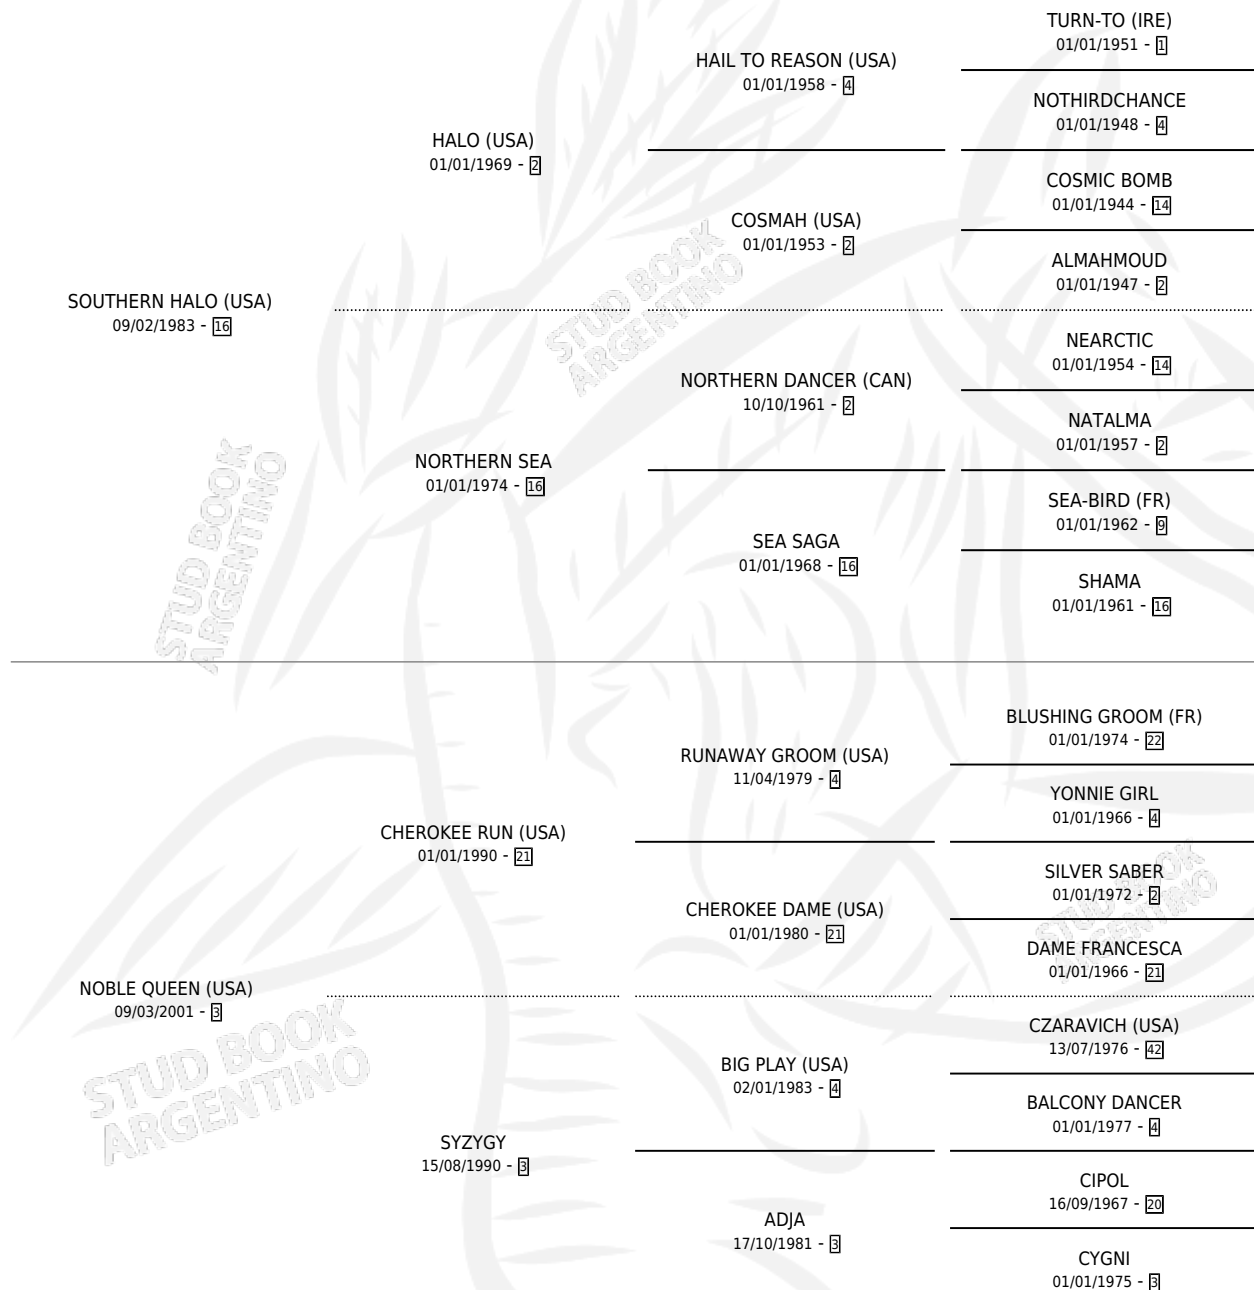 TURN-TO (IRE)
01/01/1951 - 1
HAIL TO REASON (USA)
01/01/1958 - 4
NOTHIRDCHANCE
01/01/1948 - 4
HALO (USA)
01/01/1969 - 2
COSMIC BOMB
01/01/1944 - 14
COSMAH (USA)
01/01/1953 - 2
ALMAHMOUD
01/01/1947 - 2
SOUTHERN HALO (USA)
09/02/1983 - 16
STUD BOOK
ARGENTINO
NEARCTIC
01/01/1954 - 14
NORTHERN DANCER (CAN)
10/10/1961 - 2
NATALMA
01/01/1957 - 2
NORTHERN SEA
01/01/1974 - 16
SEA-BIRD (FR)
01/01/1962 - 9
SEA SAGA
01/01/1968 - 16
SHAMA
01/01/1961 - 16
STUD BOOK
ARGENTINO
BLUSHING GROOM (FR)
01/01/1974 - 22
RUNAWAY GROOM (USA)
11/04/1979 - 4
YONNIE GIRL
01/01/1966 - 4
CHEROKEE RUN (USA)
01/01/1990 - 21
SILVER SABER
01/01/1972 - 2
CHEROKEE DAME (USA)
01/01/1980 - 21
STUD BOOK
ARGENTINO
DAME FRANCESCA
01/01/1966 - 21
NOBLE QUEEN (USA)
09/03/2001 - 3
CZARAVICH (USA)
13/07/1976 - 42
STUD BOOK
ARGENTINO
BIG PLAY (USA)
02/01/1983 - 4
BALCONY DANCER
01/01/1977 - 4
SYZYGY
15/08/1990 - 3
CIPOL
16/09/1967 - 20
ADJA
17/10/1981 - 3
CYGNI
01/01/1975 - 3